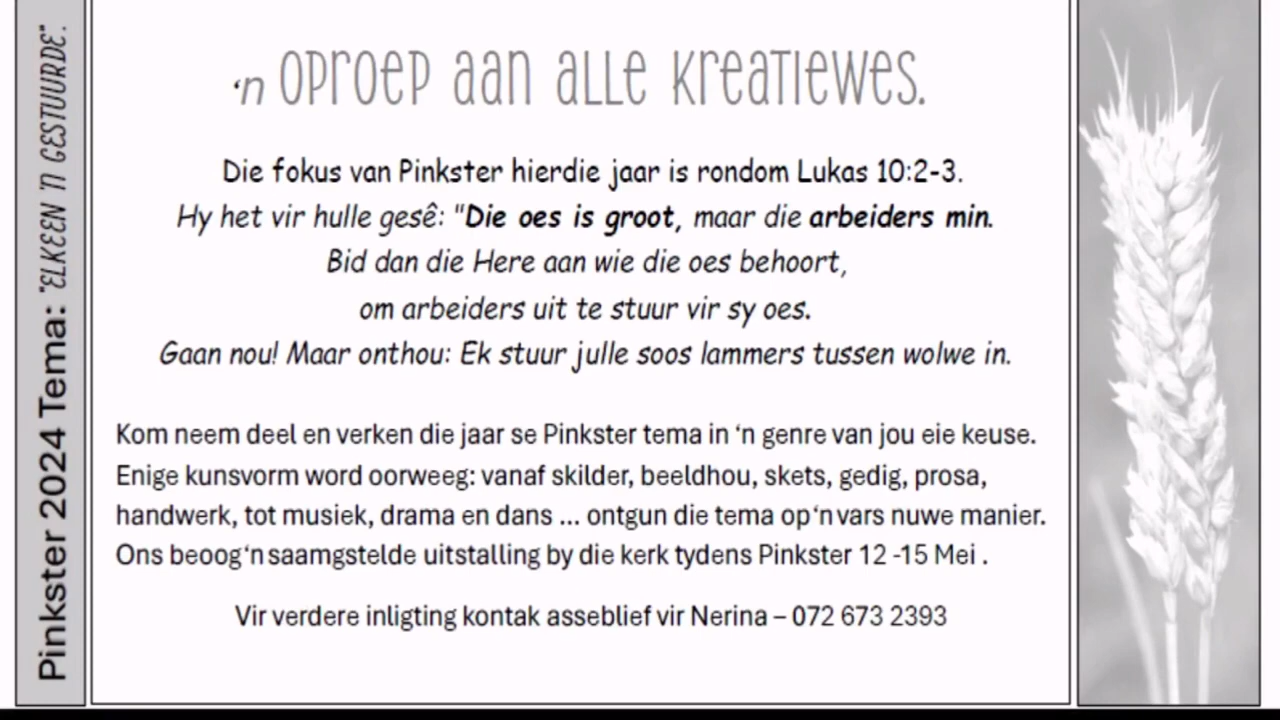 Pinkster 2024 Tema: "ELKEEN 'N GESTUURDE".
'n oproep aan alle kreatiewes.
Die fokus van Pinkster hierdie jaar is rondom Lukas 10:2-3.
Hy het vir hulle gesê: "Die oes is groot, maar die arbeiders min.
Bid dan die Here aan wie die oes behoort,
om arbeiders uit te stuur vir sy oes.
Gaan nou! Maar onthou: Ek stuur julle soos lammers tussen wolwe in.
Kom neem deel en verken die jaar se Pinkster tema in 'n genre van jou eie keuse.
Enige kunsvorm word oorweeg: vanaf skilder, beeldhou, skets, gedig, prosa,
handwerk, tot musiek, drama en dans ... ontgun die tema op 'n vars nuwe manier.
Ons beoog 'n saamgstelde uitstalling by die kerk tydens Pinkster 12 -15 Mei .
Vir verdere inligting kontak asseblief vir Nerina – 072 673 2393